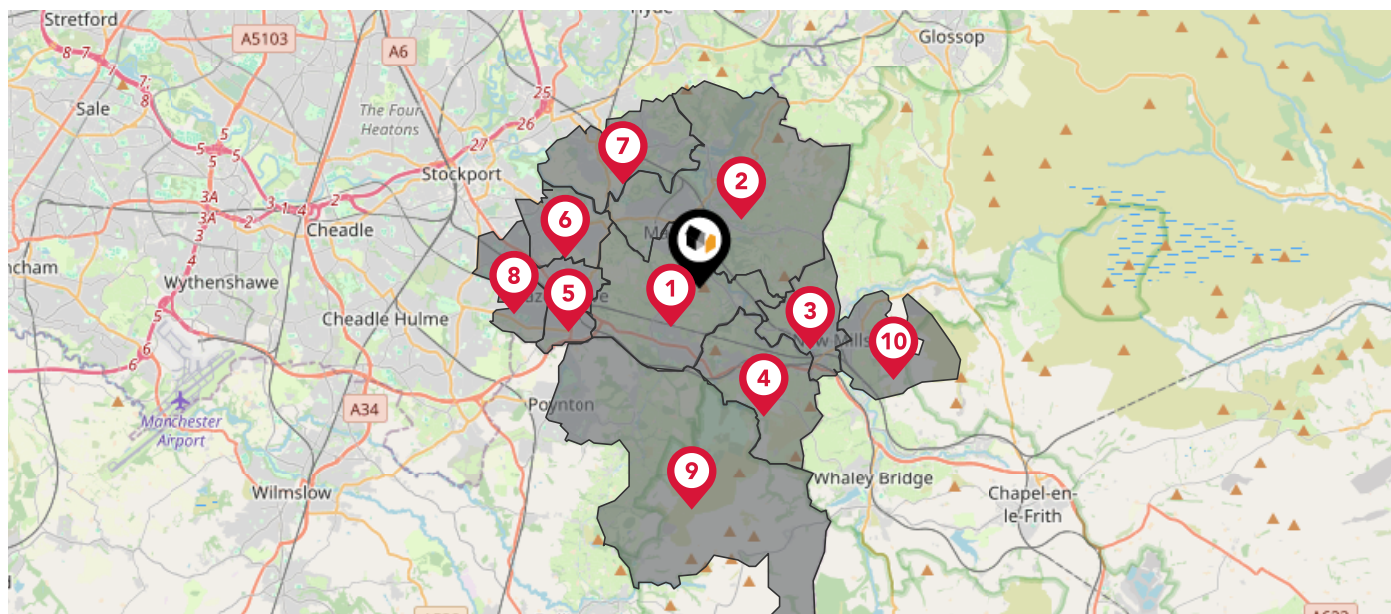 Stretford
Hyde
A5103
A6
Glossop
8
7
1
7;
8
25
Sale
The Four
Heatons
26
5
5
5
27
7
Stockport
2
3A
3A
2
3
1
4
2
6
Cheadle
3
4
8
5
1
3
Wythenshawe
5
Cheadle Hulme
New Mills
10
6
6
4
Manchester
Airport
A34
Poynton
9
Whaley Bridge
Wilmslow
Chapel-en-
le-Frith